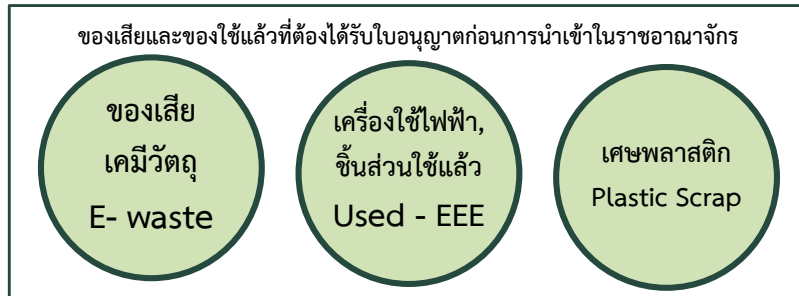 ของเสียและของใช้แล้วที่ต้องได้รับใบอนุญาตก่อนการนำเข้าในราชอาณาจักร
ของเสีย
เคมีวัตถุ
E- waste
เครื่องใช้ไฟฟ้า,
ชิ้นส่วนใช้แล้ว
Used - EEE
เศษพลาสติก
Plastic Scrap